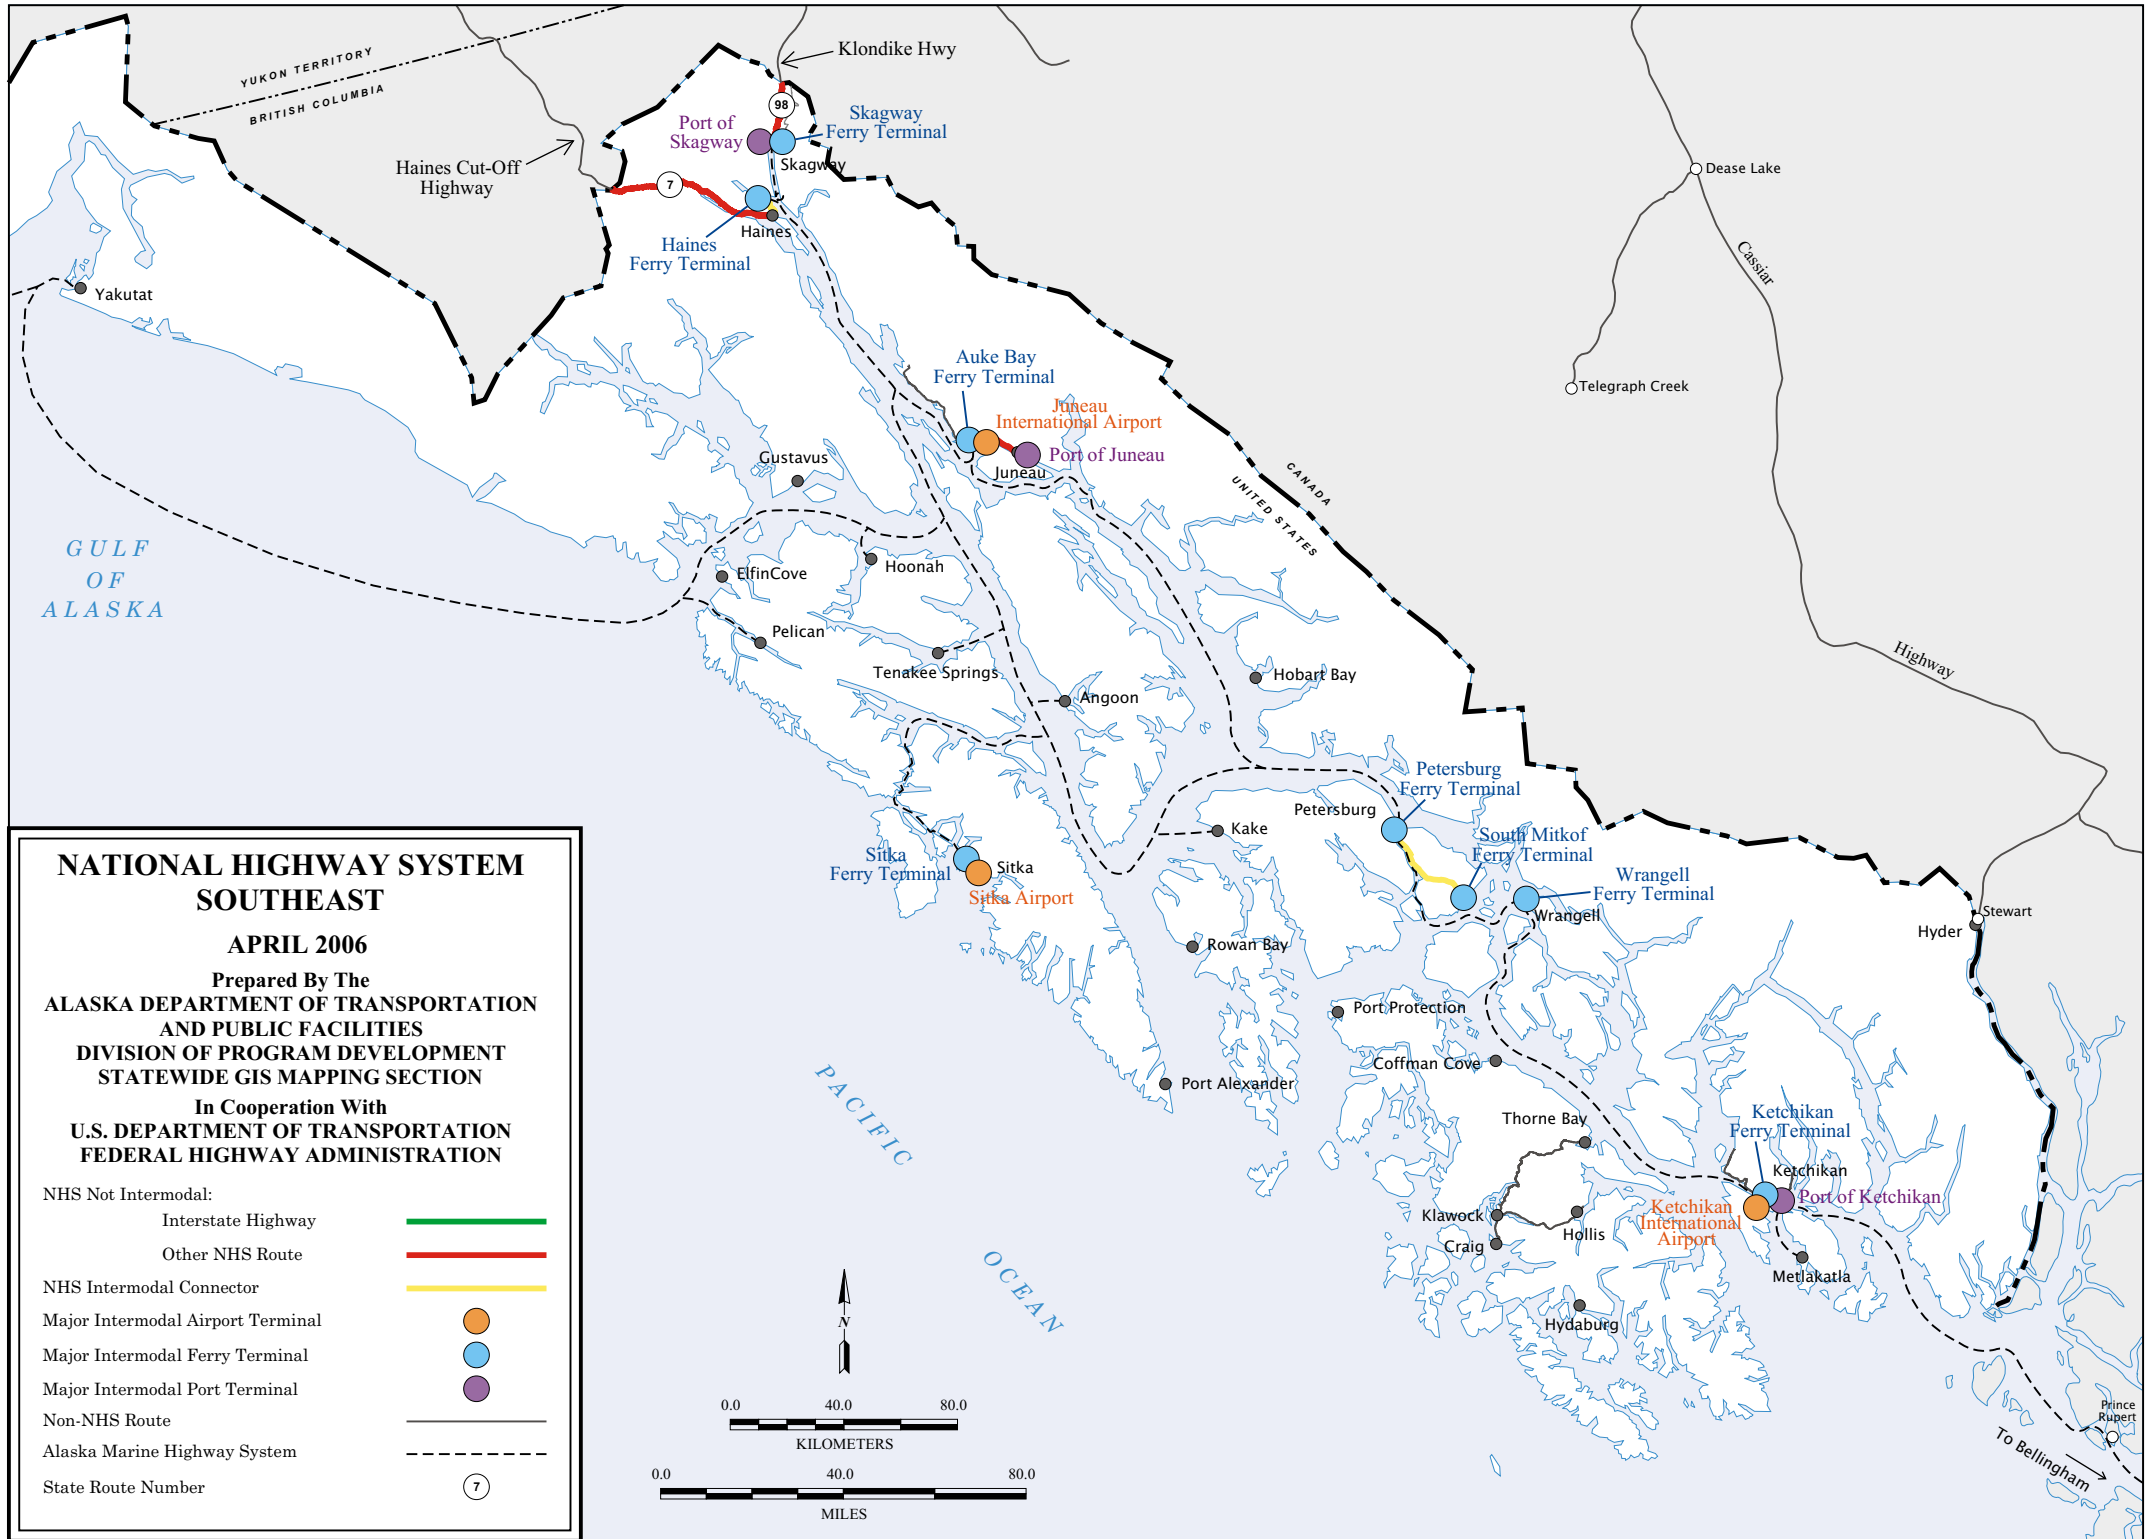 Klondike Hwy
YUKON TERRITORY
BRITISH COLUMBIA
98
Port of
Skagway
Skagway
Ferry Terminal
Skagway
Haines Cut-Off
Highway
7
Haines
Haines
Ferry Terminal
Dease Lake
Cassiar
Yakutat
Auke Bay
Ferry Terminal
Telegraph Creek
Juneau
International Airport
Gustavus
Port of Juneau
Juneau
CANADA
UNITED STATES
GULF
OF
ALASKA
ElfinCove
Hoonah
Pelican
Tenakee Springs
Hobart Bay
Highway
Angoon
Petersburg
Ferry Terminal
Petersburg
Kake
South Mitkof
Ferry Terminal
Sitka
Ferry Terminal
Sitka
Sitka Airport
Wrangell
Ferry Terminal
Wrangell
Stewart
Hyder
Rowan Bay
Port Protection
Coffman Cove
Port Alexander
PACIFIC
OCEAN
Thorne Bay
Ketchikan
Ferry Terminal
Ketchikan
Port of Ketchikan
Ketchikan
International
Airport
Klawock
Hollis
Craig
Metlakatla
Hydaburg
Prince
Rupert
To Bellingham
NATIONAL HIGHWAY SYSTEM
SOUTHEAST
APRIL 2006
Prepared By The
ALASKA DEPARTMENT OF TRANSPORTATION
AND PUBLIC FACILITIES
DIVISION OF PROGRAM DEVELOPMENT
STATEWIDE GIS MAPPING SECTION
In Cooperation With
U.S. DEPARTMENT OF TRANSPORTATION
FEDERAL HIGHWAY ADMINISTRATION
NHS Not Intermodal:
Interstate Highway
Other NHS Route
NHS Intermodal Connector
Major Intermodal Airport Terminal
Major Intermodal Ferry Terminal
Major Intermodal Port Terminal
Non-NHS Route
Alaska Marine Highway System
State Route Number 7
N
0.0 40.0 80.0
KILOMETERS
0.0 40.0 80.0
MILES